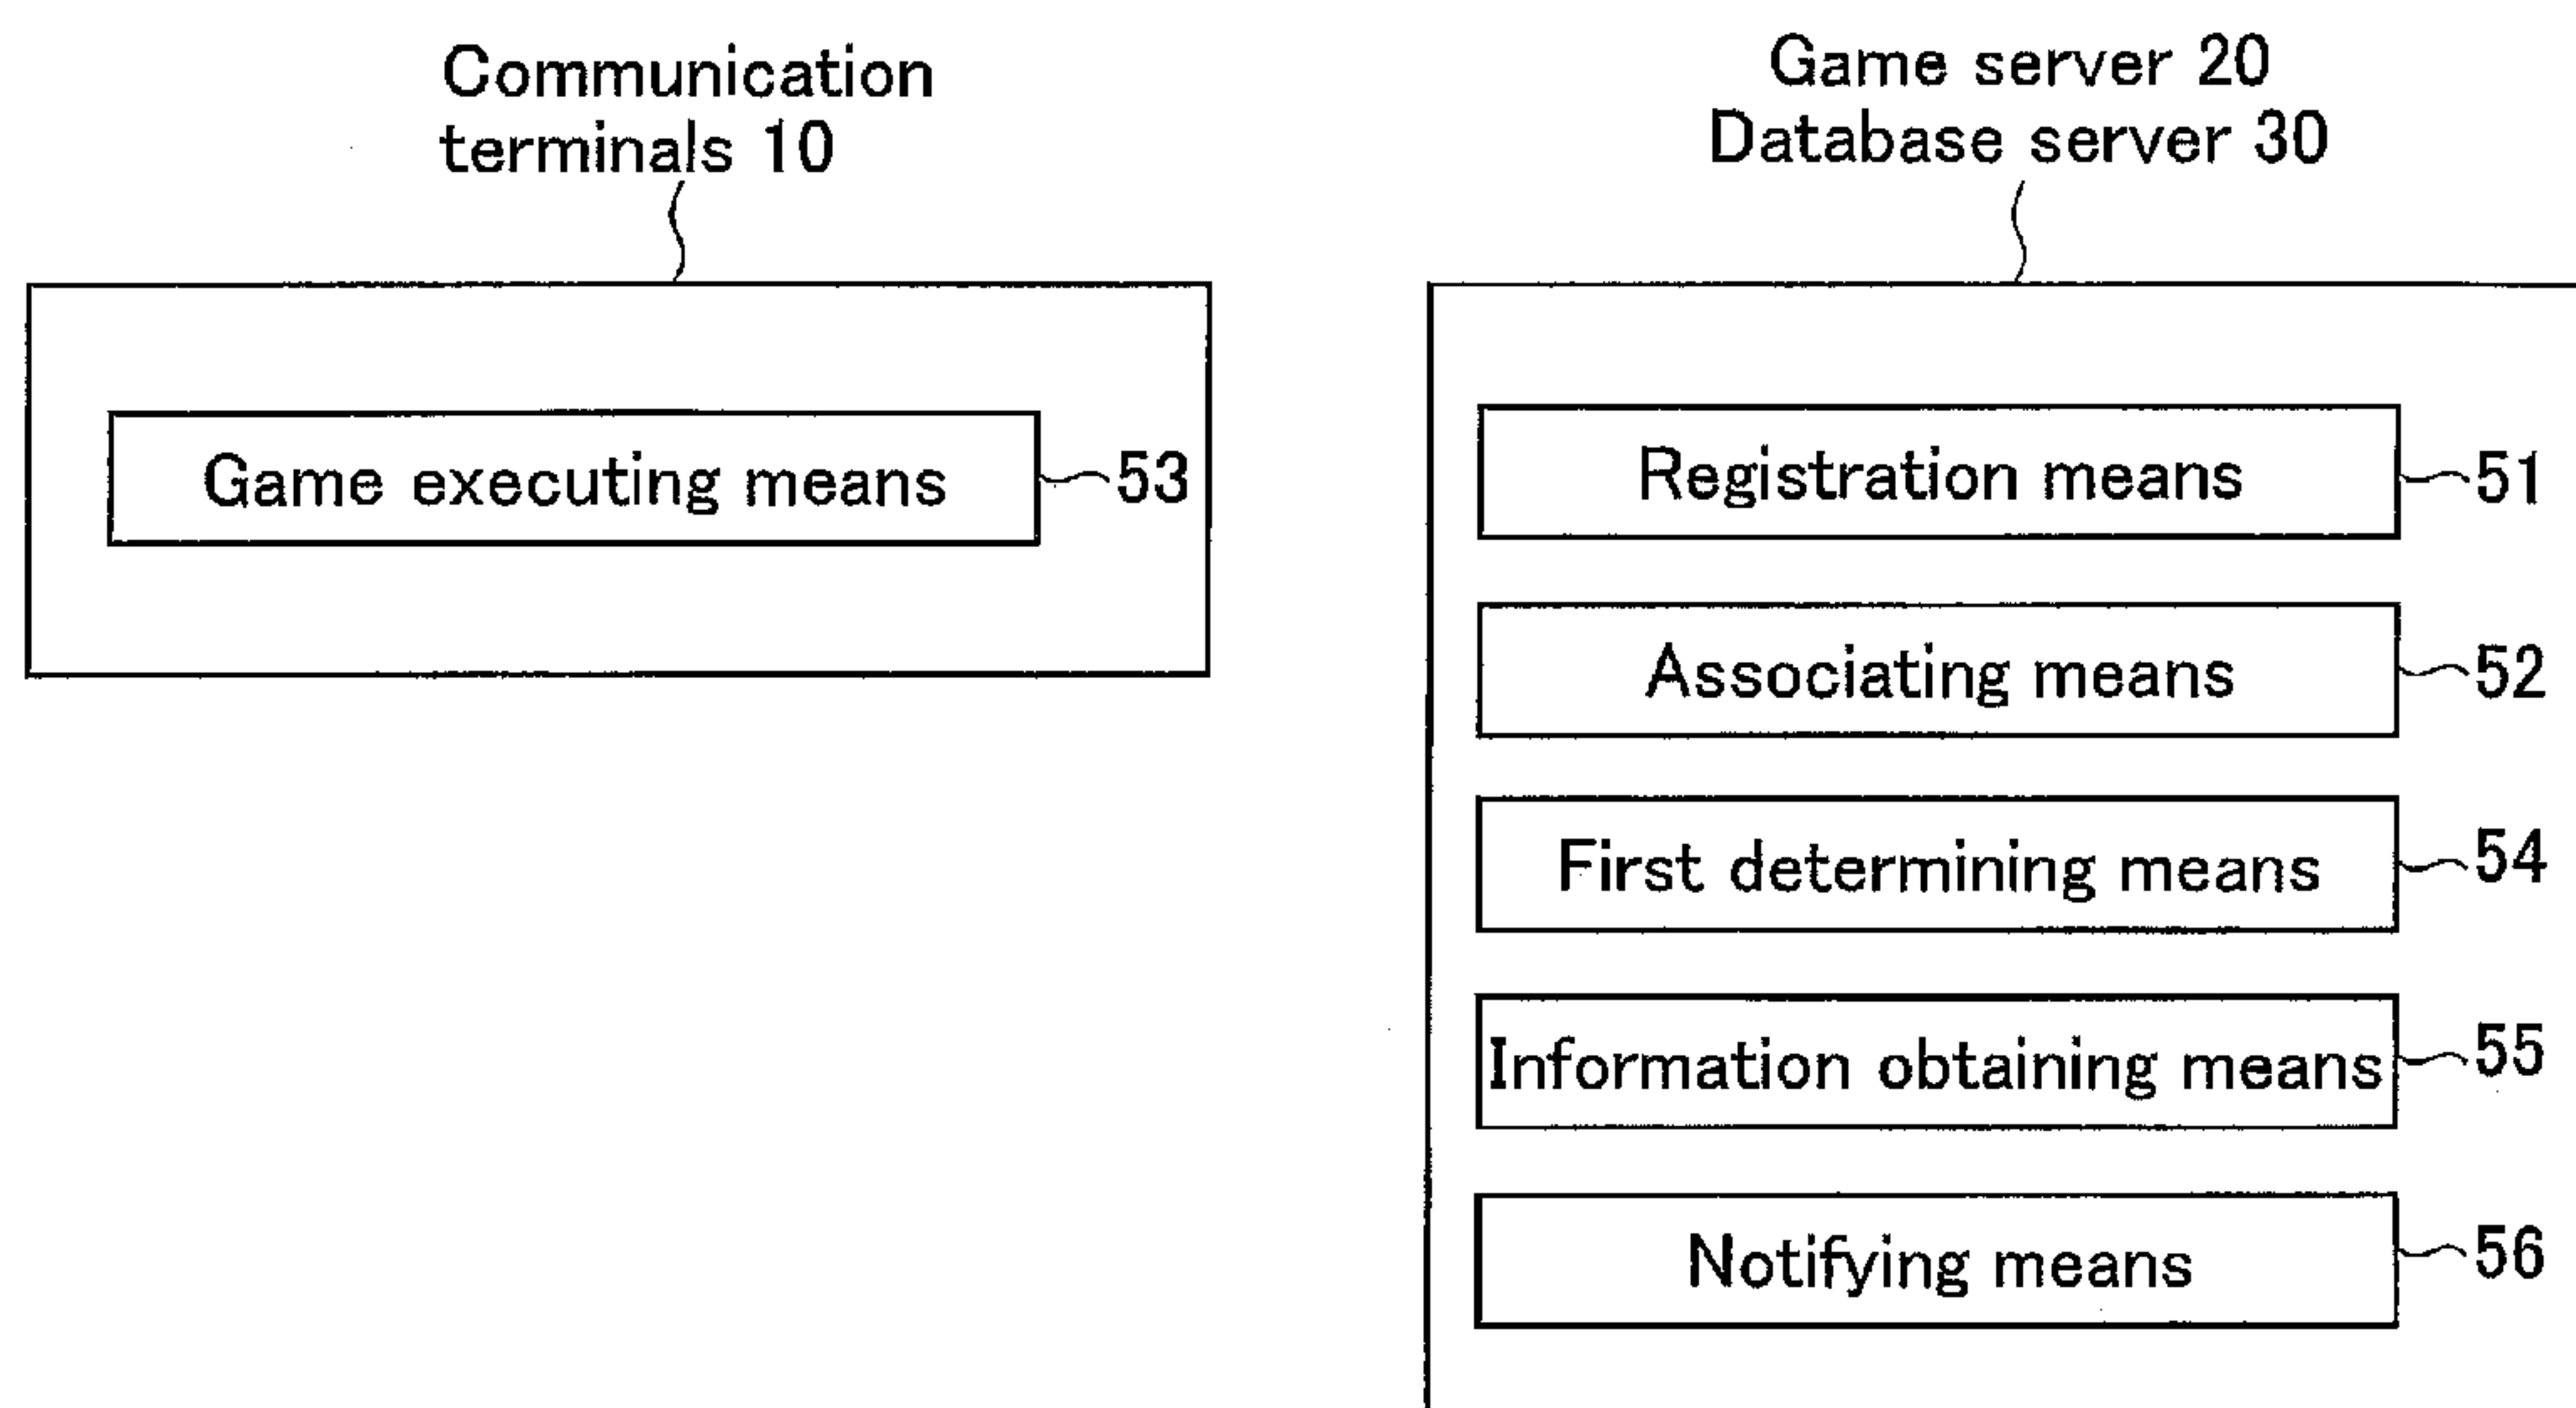 Communication
terminals 10
Game executing means
53
Game server 20
Database server 30
Registration means
51
Associating means
52
First determining means
54
Information obtaining means
55
Notifying means
56